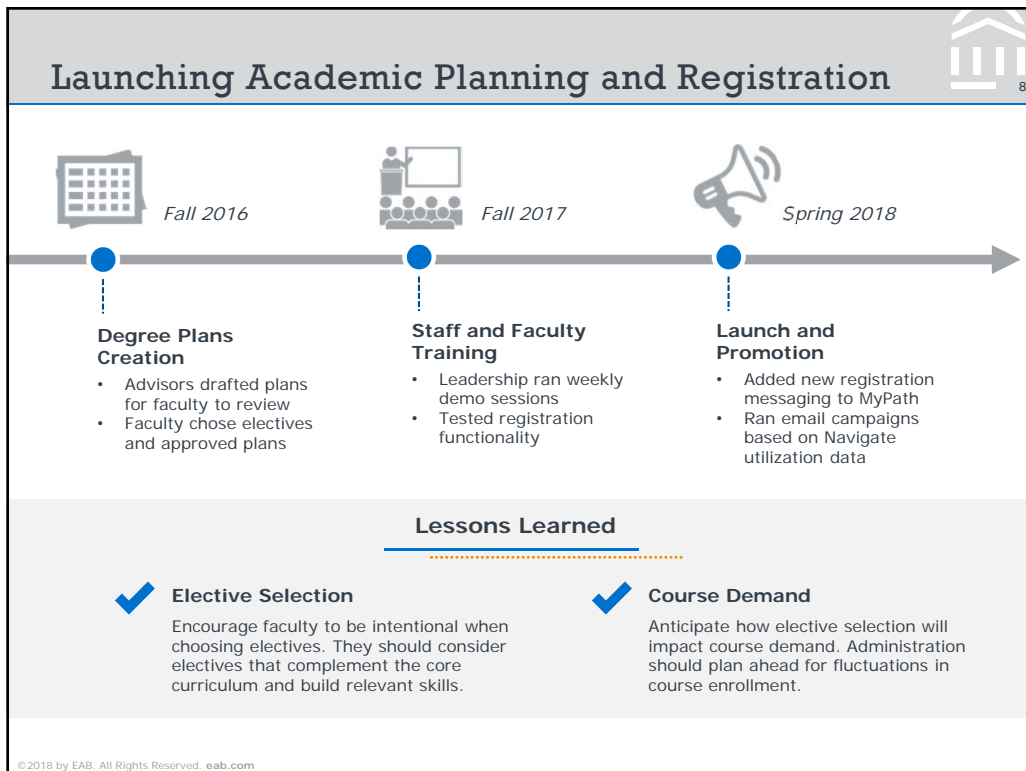 Launching Academic Planning and Registration
8
Fall 2016
Fall 2017
Spring 2018
Degree Plans
Creation
• Advisors drafted plans
for faculty to review
• Faculty chose electives
and approved plans
Staff and Faculty
Training
• Leadership ran weekly
demo sessions
• Tested registration
functionality
Launch and
Promotion
• Added new registration
messaging to MyPath
• Ran email campaigns
based on Navigate
utilization data
Lessons Learned
Elective Selection
Encourage faculty to be intentional when
choosing electives. They should consider
electives that complement the core
curriculum and build relevant skills.
Course Demand
Anticipate how elective selection will
impact course demand. Administration
should plan ahead for fluctuations in
course enrollment.
©2018 by EAB. All Rights Reserved. eab.com